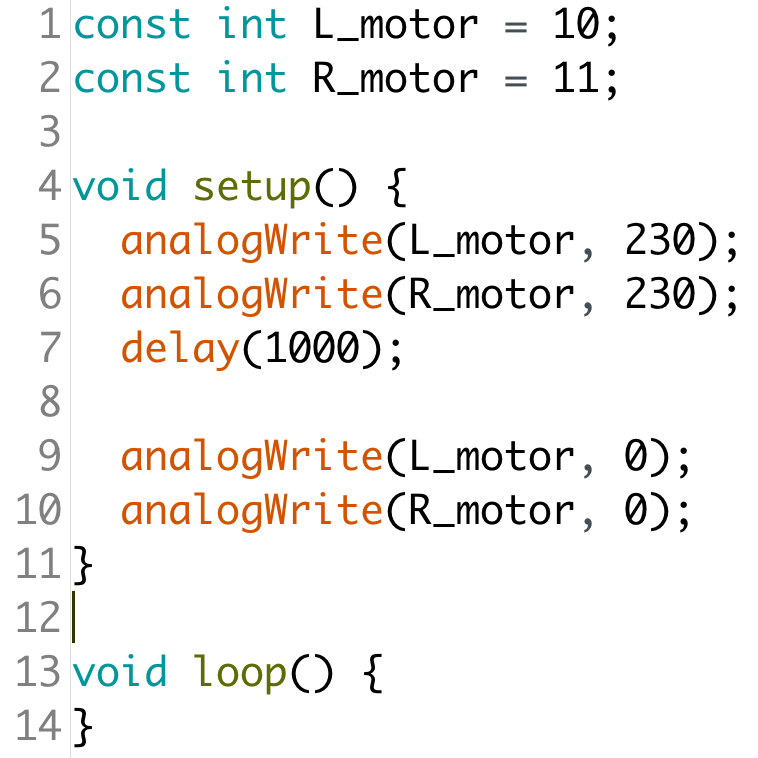 1 const int L_motor = 10;
2 const int R_motor = 11;
3
4 void setup() {
5   analogWrite(L_motor, 230);
6   analogWrite(R_motor, 230);
7   delay(1000);
8
9   analogWrite(L_motor, 0);
10   analogWrite(R_motor, 0);
11 }
12
13 void loop() {
14 }